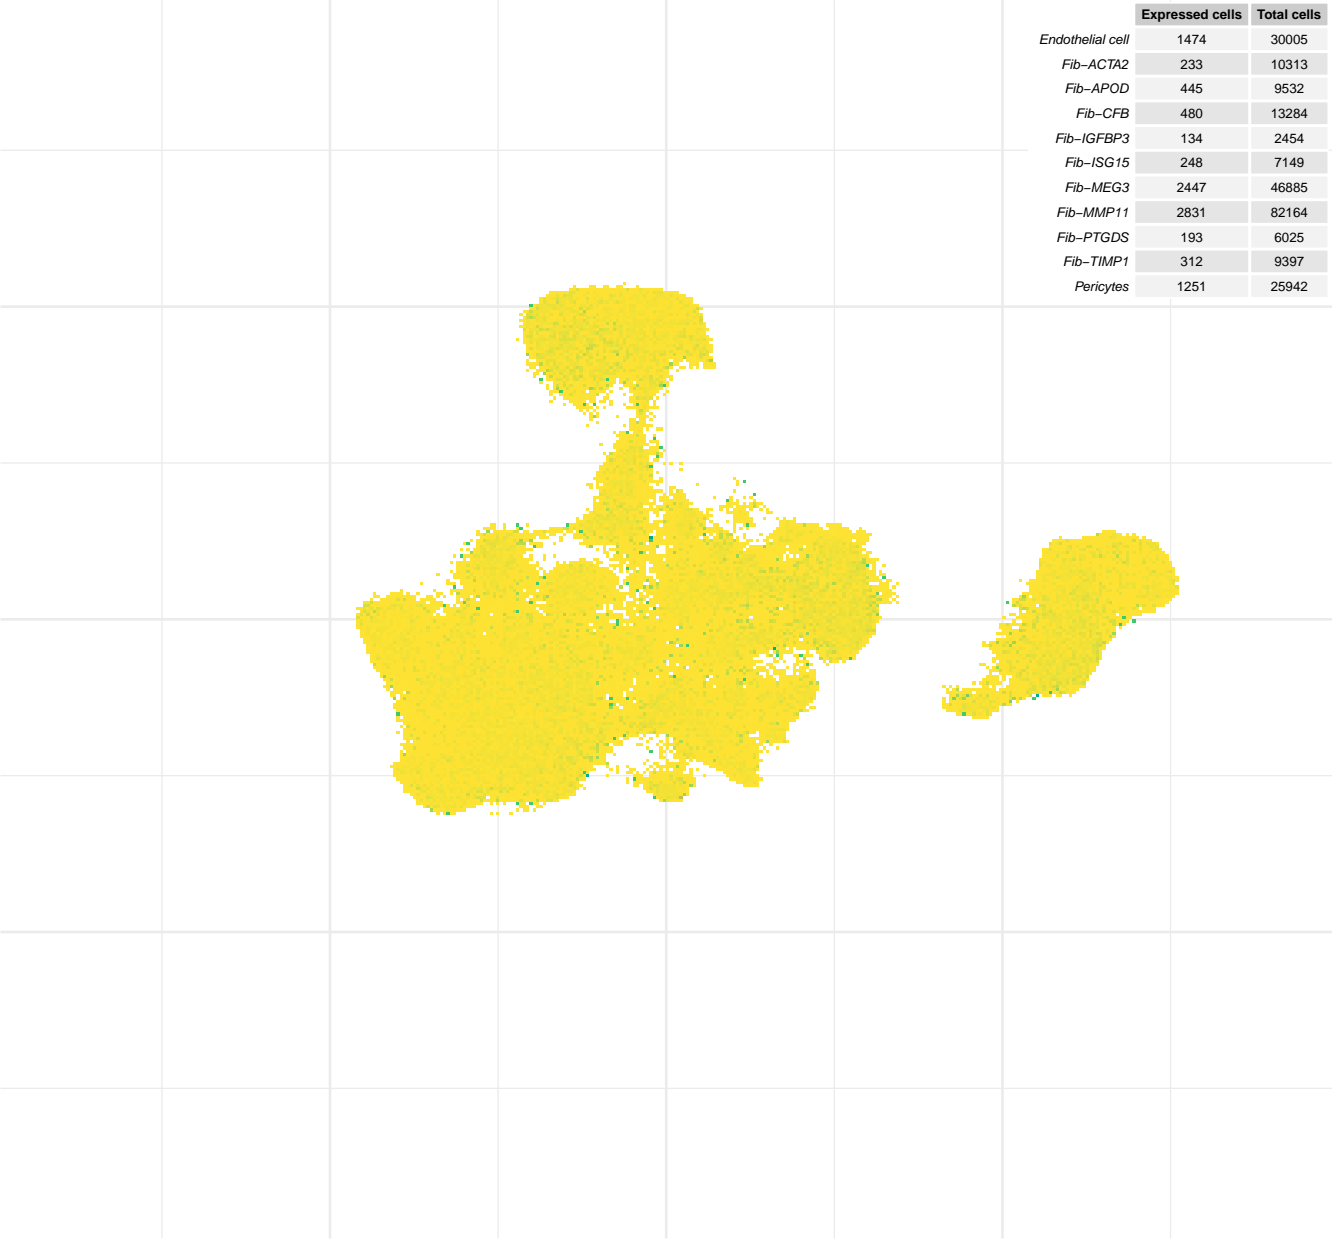 Expressed cells Total cells
Endothelial cell 1474 30005
Fib−ACTA2 233 10313
Fib−APOD 445 9532
Fib−CFB 480 13284
Fib−IGFBP3 134 2454
Fib−ISG15 248 7149
Fib−MEG3 2447 46885
Fib−MMP11 2831 82164
Fib−PTGDS 193 6025
Fib−TIMP1 312 9397
Pericytes 1251 25942